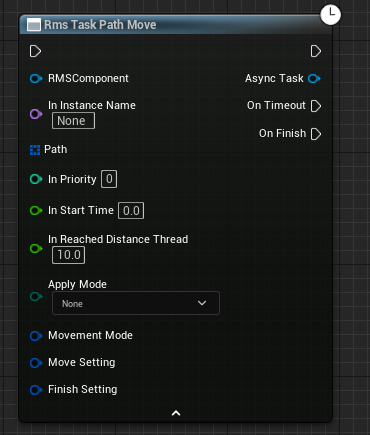 Rms Task Path Move
RMSComponent
Async Task
In Instance Name
None
On Timeout
On Finish
Path
In Priority 0
In Start Time 0.0
In Reached Distance Thread
10.0
Apply Mode
None
Movement Mode
Move Setting
Finish Setting